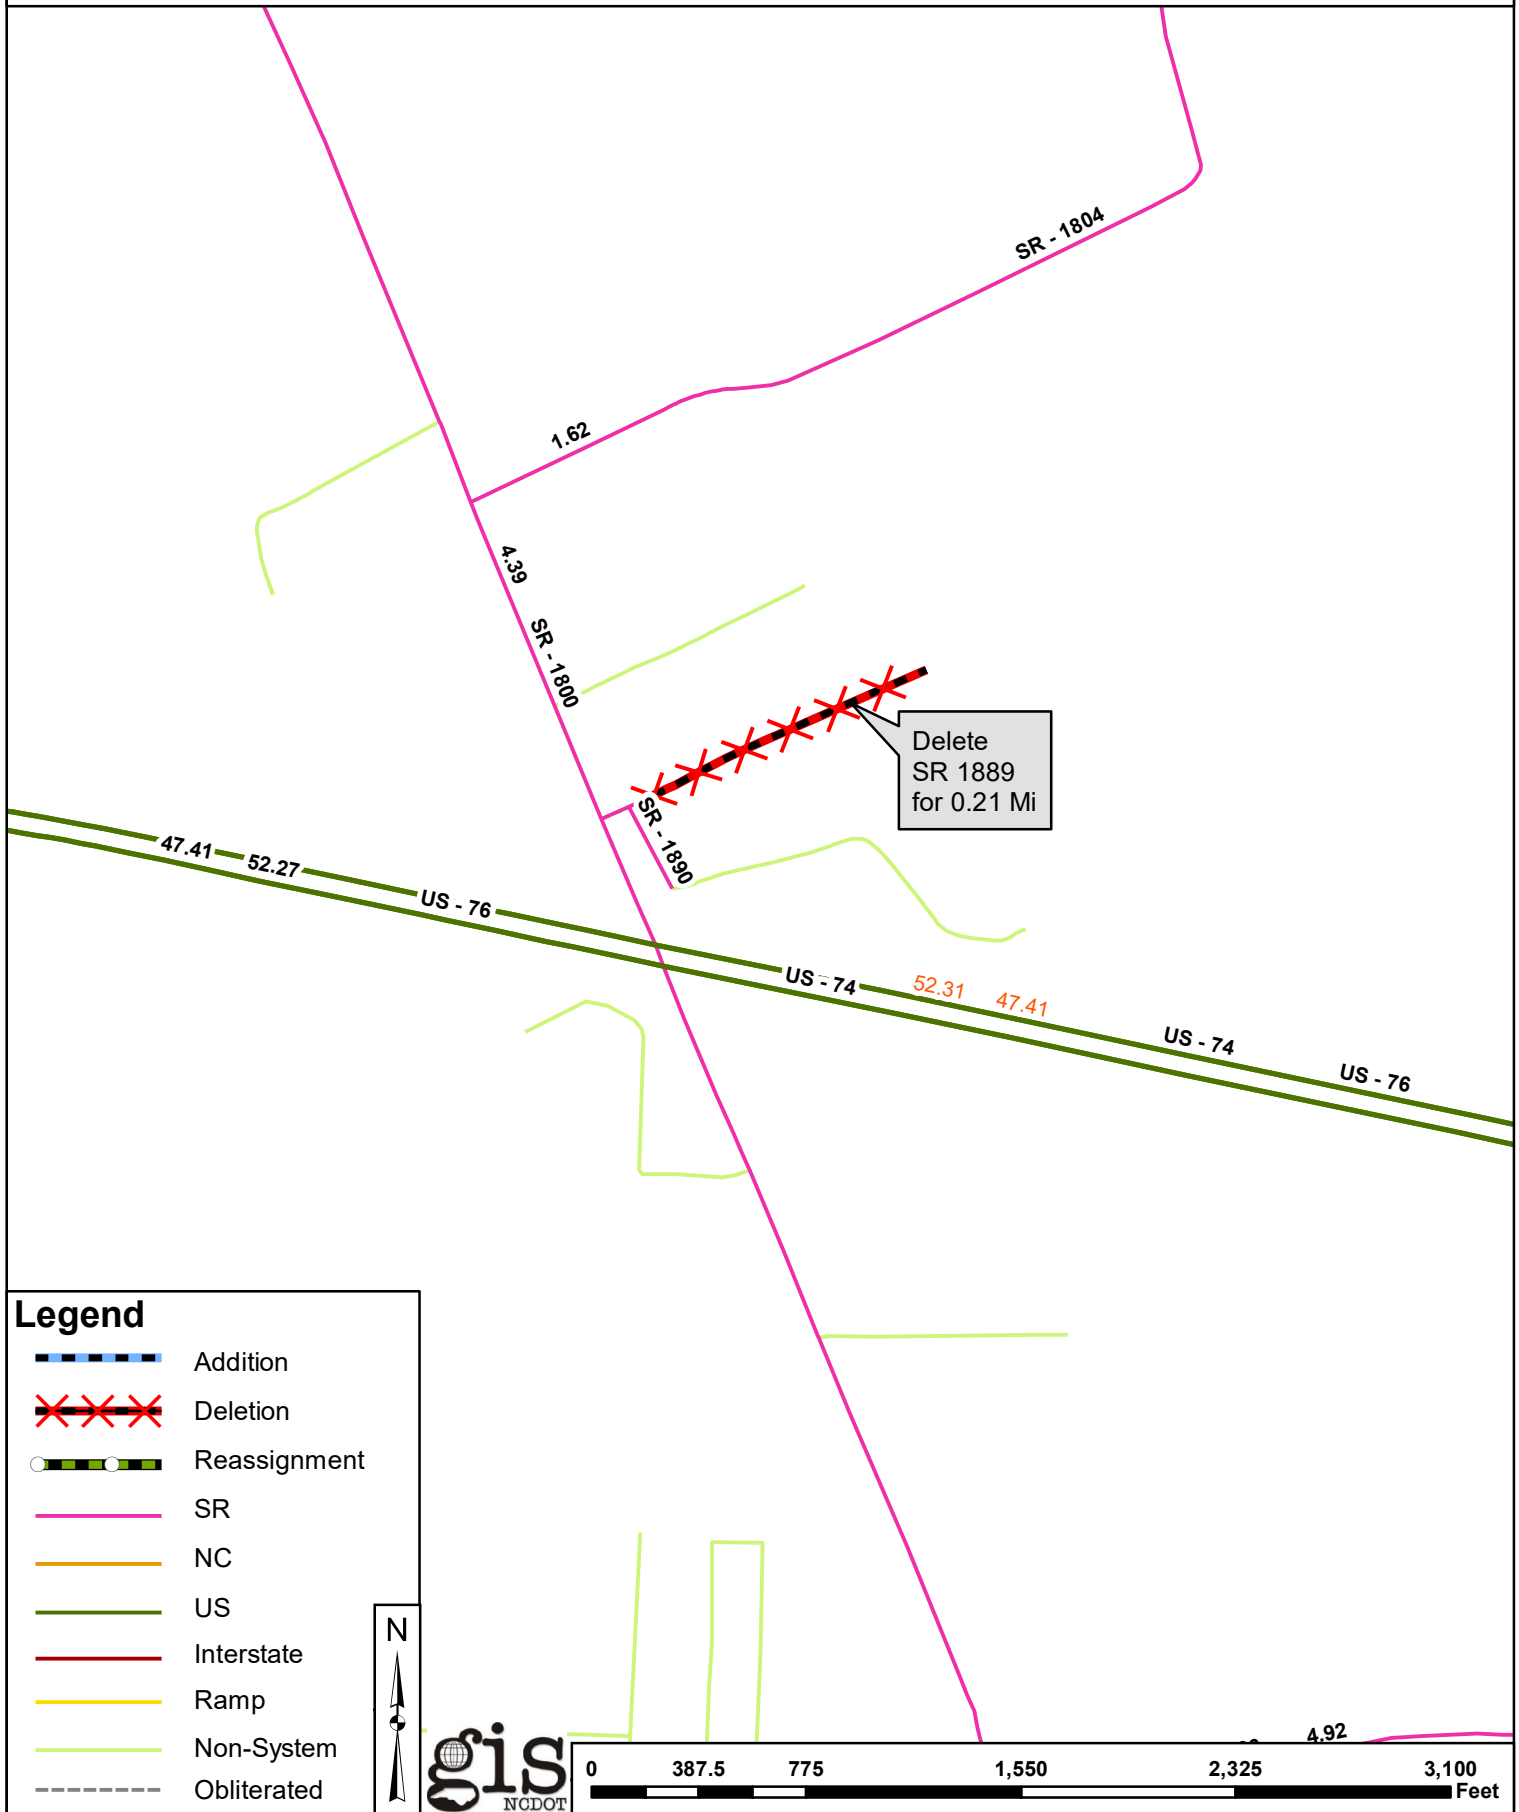 SR - 1804
1.62
4.39
SR - 1800
Delete
SR 1889
for 0.21 Mi
SR - 1890
47.41
52.27
US - 76
US - 74
52.31
47.41
US - 74
US - 76
Legend
Addition
Deletion
Reassignment
SR
NC
US
Interstate
Ramp
Non-System
Obliterated
N
gis
NCDOT
4.92
0 387.5 775 1,550 2,325 3,100
Feet